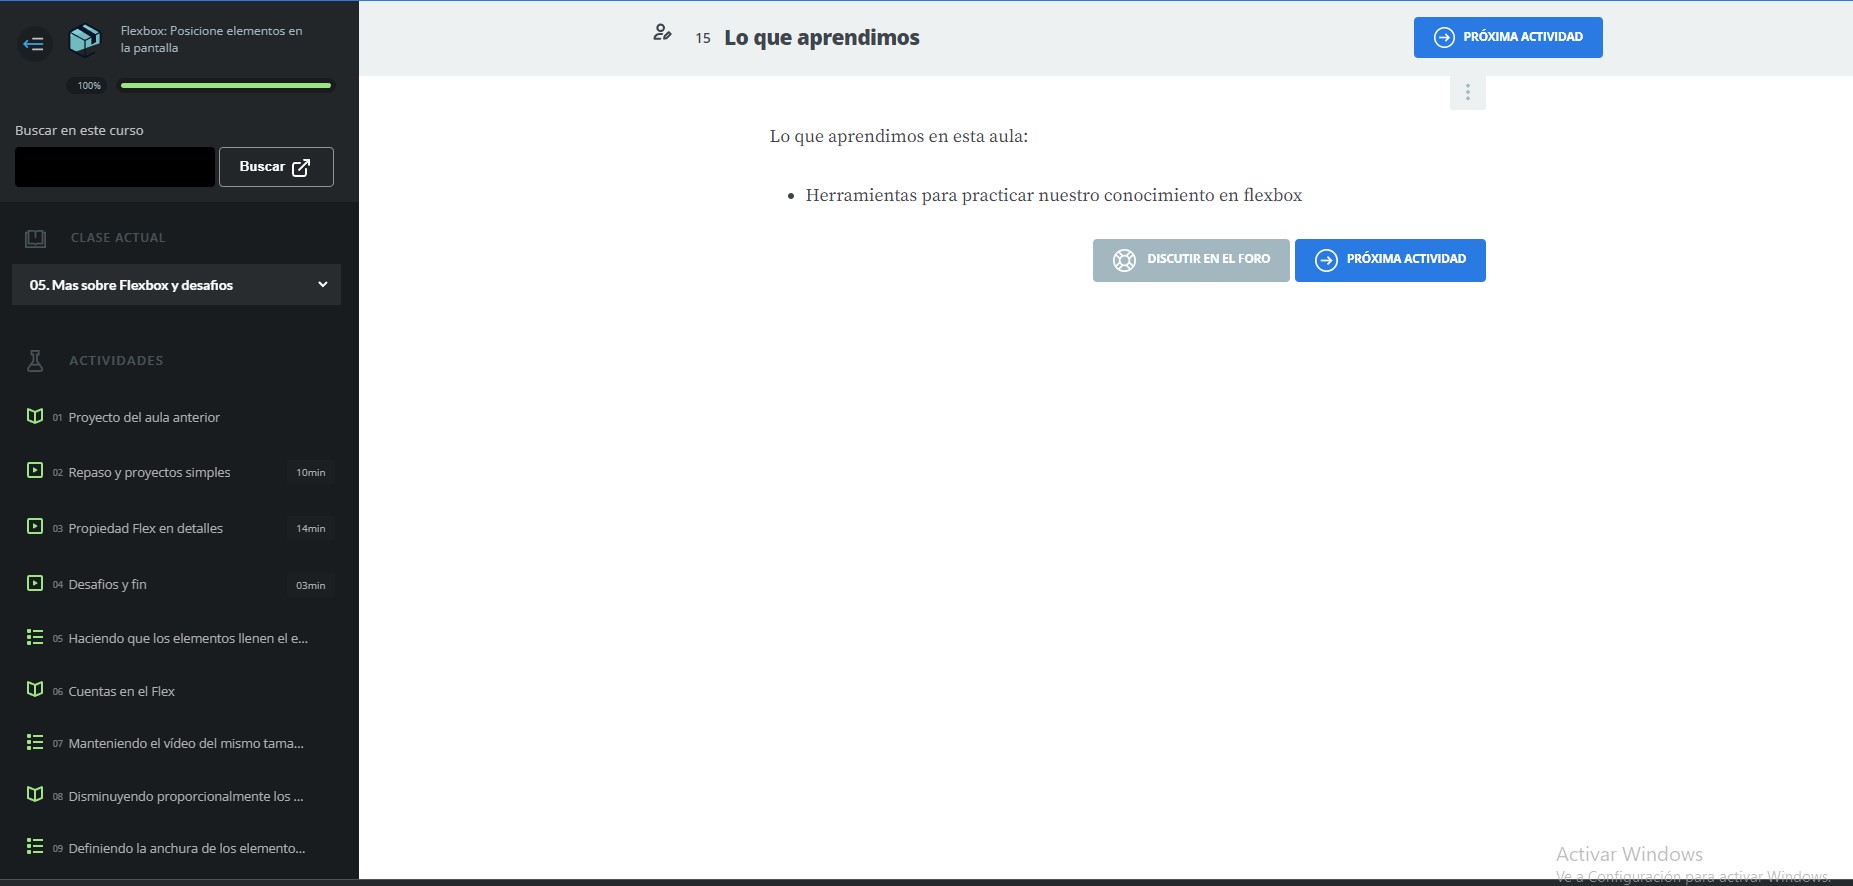 Flexbox: Posicione elementos en
la pantalla
100%
Buscar en este curso
Buscar
CLASE ACTUAL
05. Mas sobre Flexbox y desafios
ACTIVIDADES
01 Proyecto del aula anterior
02 Repaso y proyectos simples 10min
03 Propiedad Flex en detalles 14min
04 Desafios y fin 03min
05 Haciendo que los elementos llenen el e...
06 Cuentas en el Flex
07 Manteniendo el vídeo del mismo tama...
08 Disminuyendo proporcionalmente los ...
09 Definiendo la anchura de los elemento...
15 Lo que aprendimos
PRÓXIMA ACTIVIDAD
Lo que aprendimos en esta aula:
• Herramientas para practicar nuestro conocimiento en flexbox
DISCUTIR EN EL FORO
PRÓXIMA ACTIVIDAD
Activar Windows
Ve a Configuración para activar Windows.